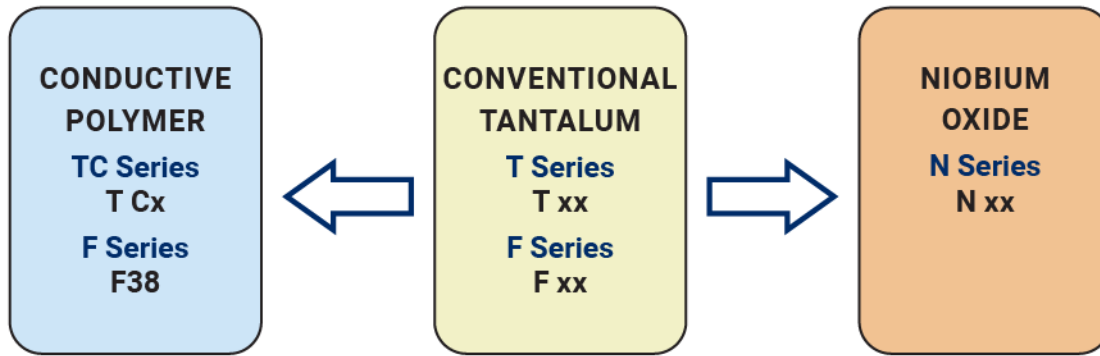 CONDUCTIVE
POLYMER
TC Series
T Cx
F Series
F38
CONVENTIONAL
TANTALUM
T Series
T xx
F Series
F xx
NIOBIUM
OXIDE
N Series
N xx